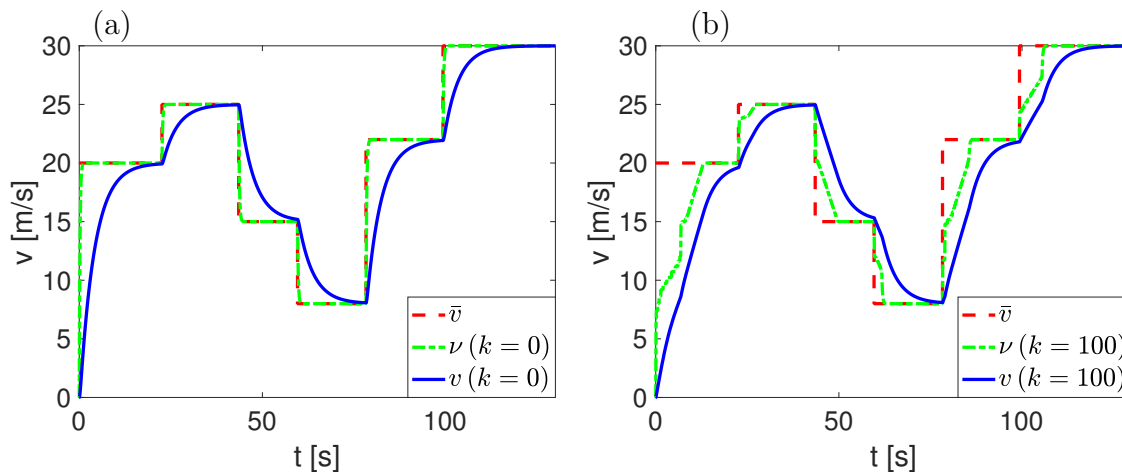 (a)
30
25
20
15
10
5
0
v [m/s]
0
50
100
t [s]
v̄
ν (k = 0)
v (k = 0)
(b)
30
25
20
15
10
5
0
v [m/s]
0
50
100
t [s]
v̄
ν (k = 100)
v (k = 100)